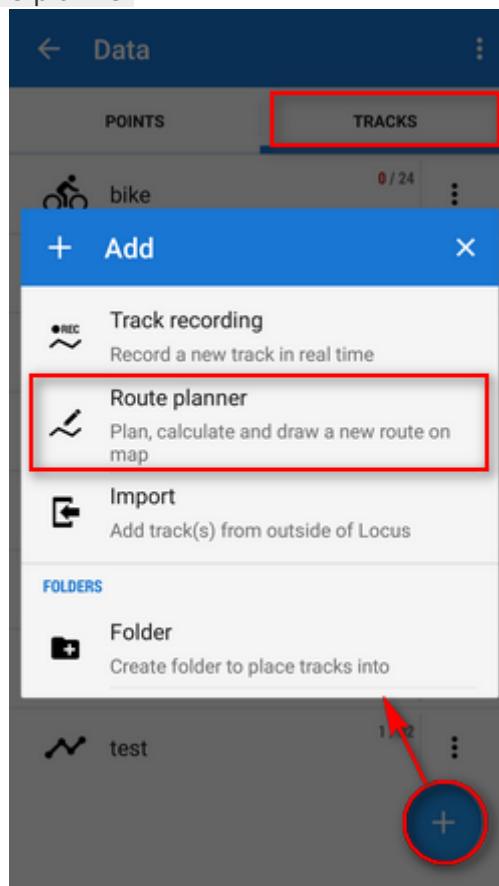 Data
POINTS TRACKS
bike 0 / 24
+ Add ×
●REC Track recording
Record a new track in real time
Route planner
Plan, calculate and draw a new route on
map
Import
Add track(s) from outside of Locus
FOLDERS
Folder
Create folder to place tracks into
test
+